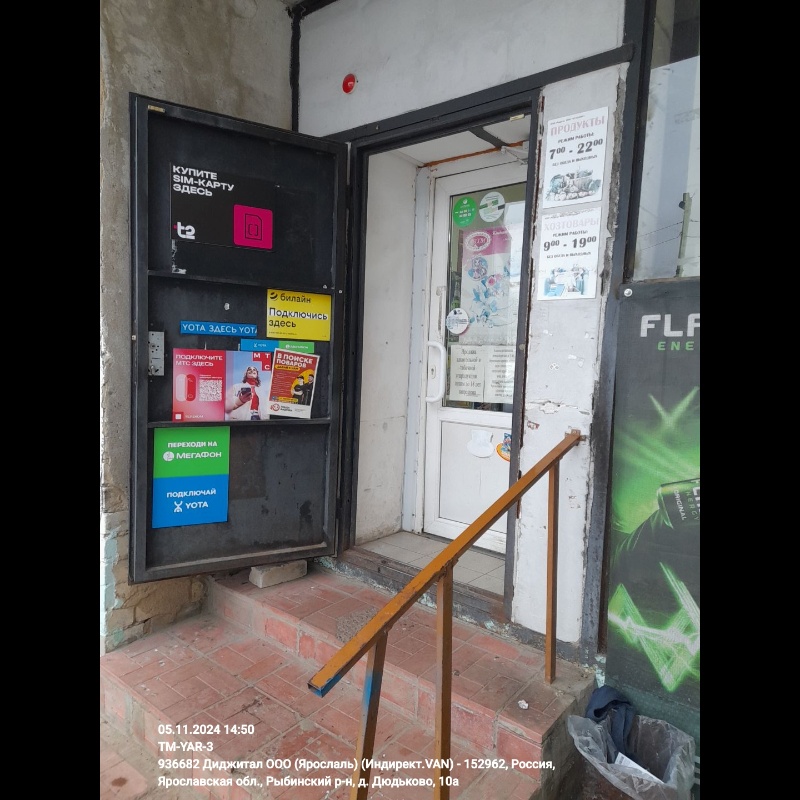 КУПИТЕ
SIM-КАРТУ
ЗДЕСЬ
t2
билайн
Подключись
здесь
YOTA ЗДЕСЬ YOTA
ПОДКЛЮЧИТЕ
МТС ЗДЕСЬ
М Т
С
В ПОИСКЕ
ПОВАРОВ
ПЕРЕХОДИ НА
МЕГАФОН
ПОДКЛЮЧАЙ
YOTA
ПРОДУКТЫ
РЕЖИМ РАБОТЫ
7⁰⁰ - 22⁰⁰
ХОЗТОВАРЫ
РЕЖИМ РАБОТЫ
9⁰⁰ - 19⁰⁰
FLA
ENE
ORIGINAL
05.11.2024 14:50
TM-YAR-3
936682 Диджитал ООО (Ярослаль) (Индирект.VAN) - 152962, Россия,
Ярославская обл., Рыбинский р-н, д. Дюдьково, 10а